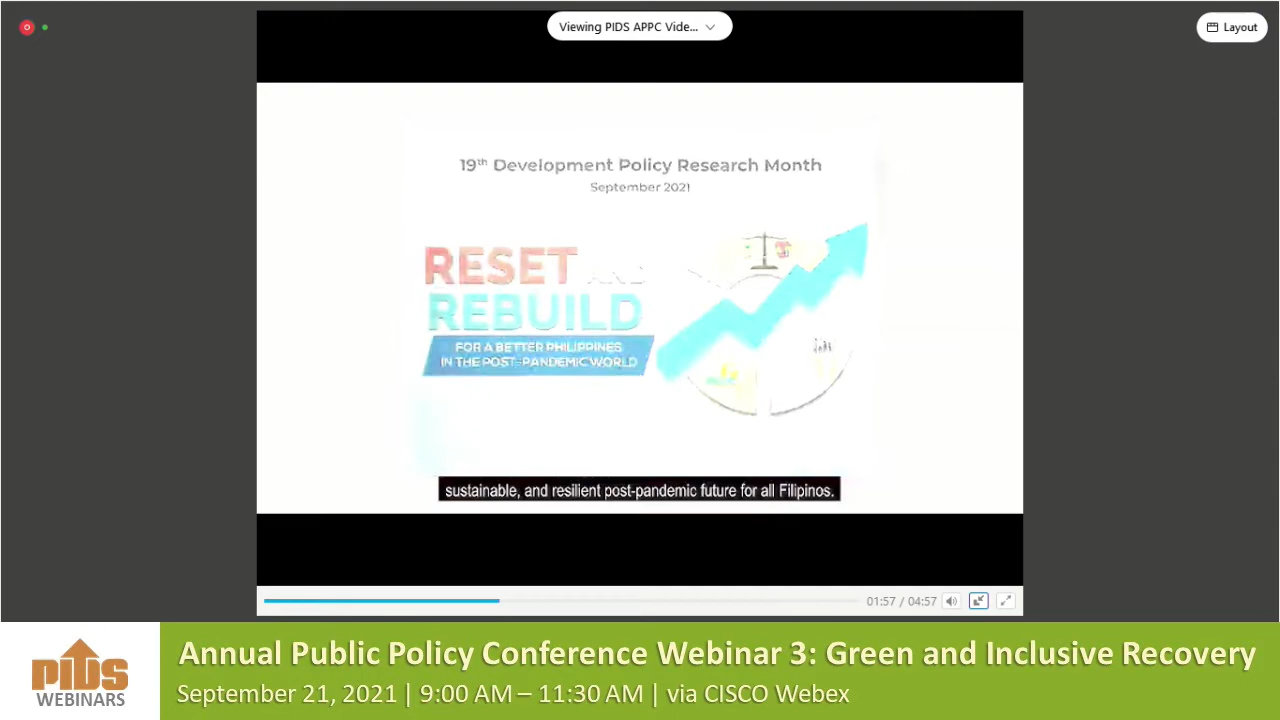 Viewing PIDS APPC Vide...
Layout
19th Development Policy Research Month
September 2021
RESET AND
REBUILD
FOR A BETTER PHILIPPINES
IN THE POST-PANDEMIC WORLD
sustainable, and resilient post-pandemic future for all Filipinos.
01:57 / 04:57
PIDS
WEBINARS
Annual Public Policy Conference Webinar 3: Green and Inclusive Recovery
September 21, 2021 | 9:00 AM – 11:30 AM | via CISCO Webex